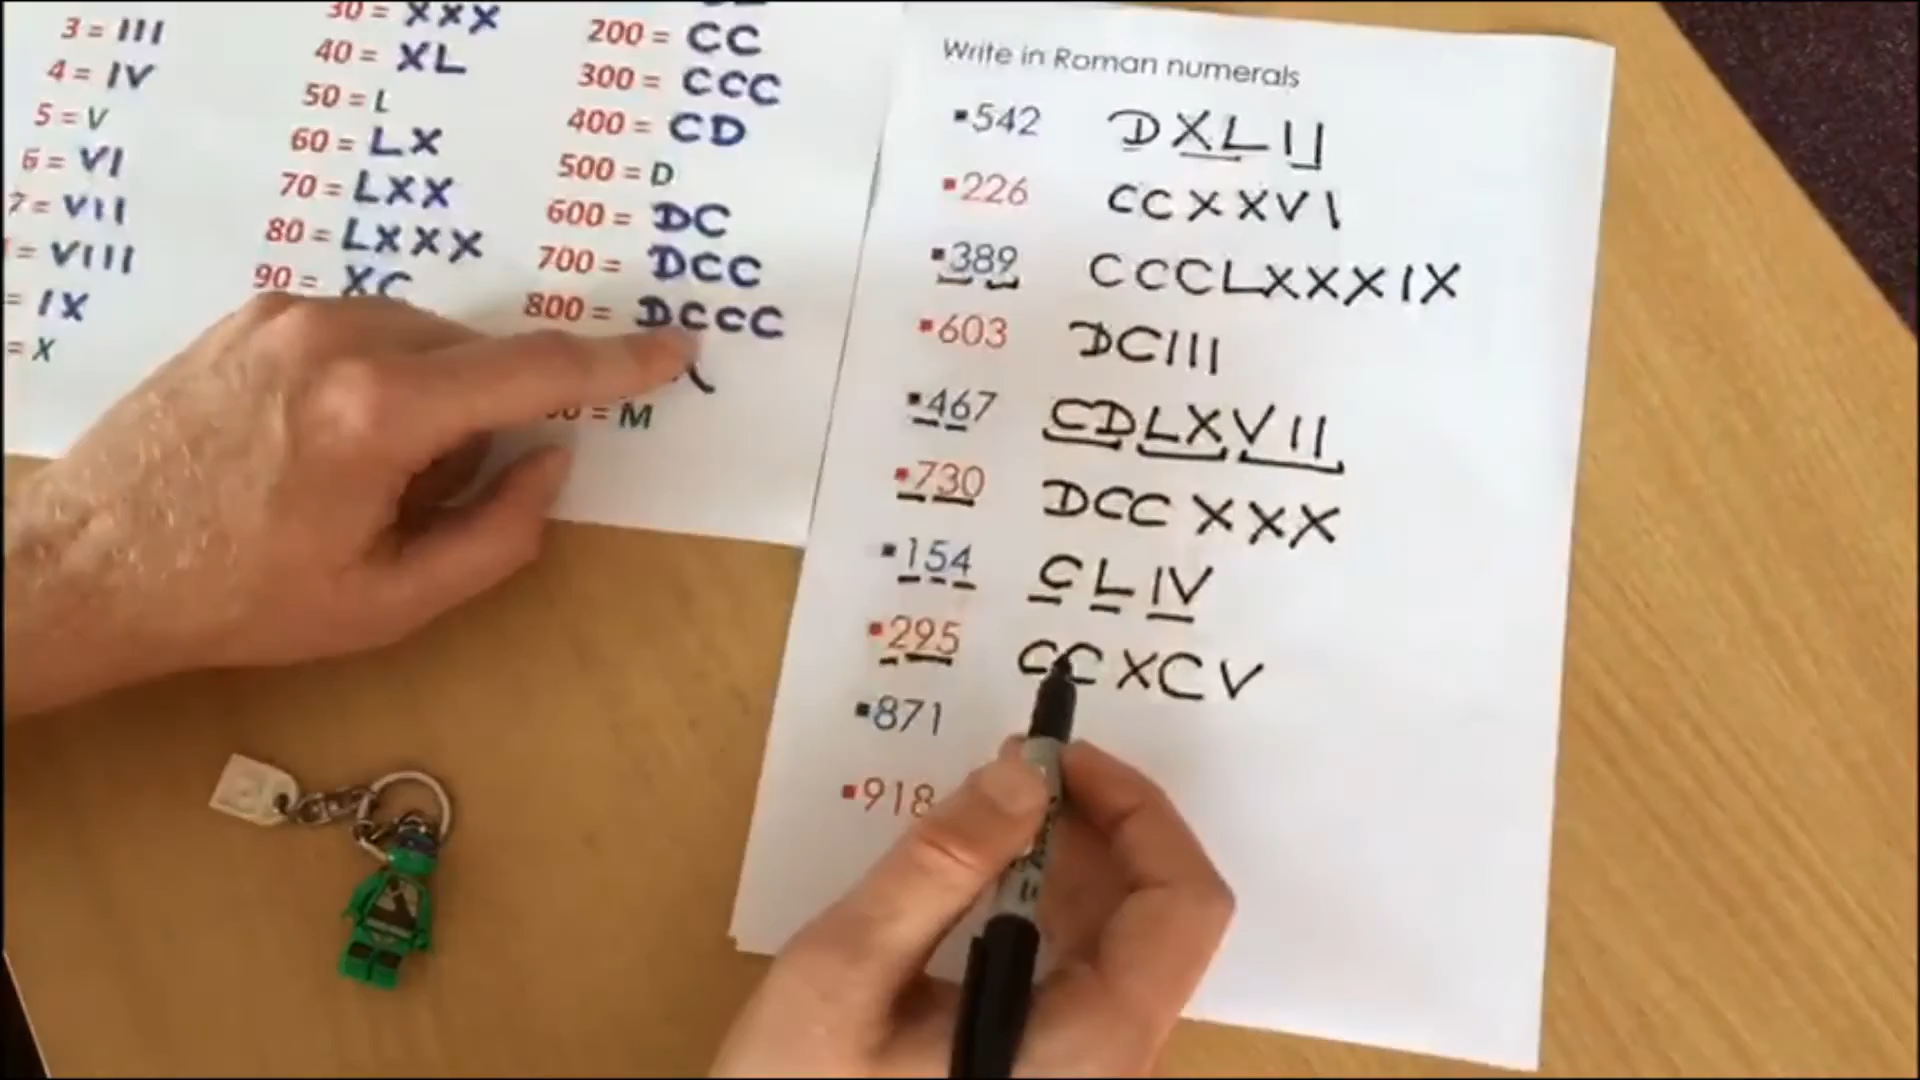 3 = III
4 = IV
5 = V
6 = VI
7 = VII
= VIII
= IX
= X
30 = XXX
40 = XL
50 = L
60 = LX
70 = LXX
80 = LXXX
90 = XC
200 = CC
300 = CCC
400 = CD
500 = D
600 = DC
700 = DCC
800 = DCCC
= M
Write in Roman numerals
▪542 DXLII
▪226 CCXXVI
▪389 CCCLXXXIX
▪603 DCIII
▪467 CDLXVII
▪730 DCCXXX
▪154 CLIV
▪295 CCXCV
▪871
▪918